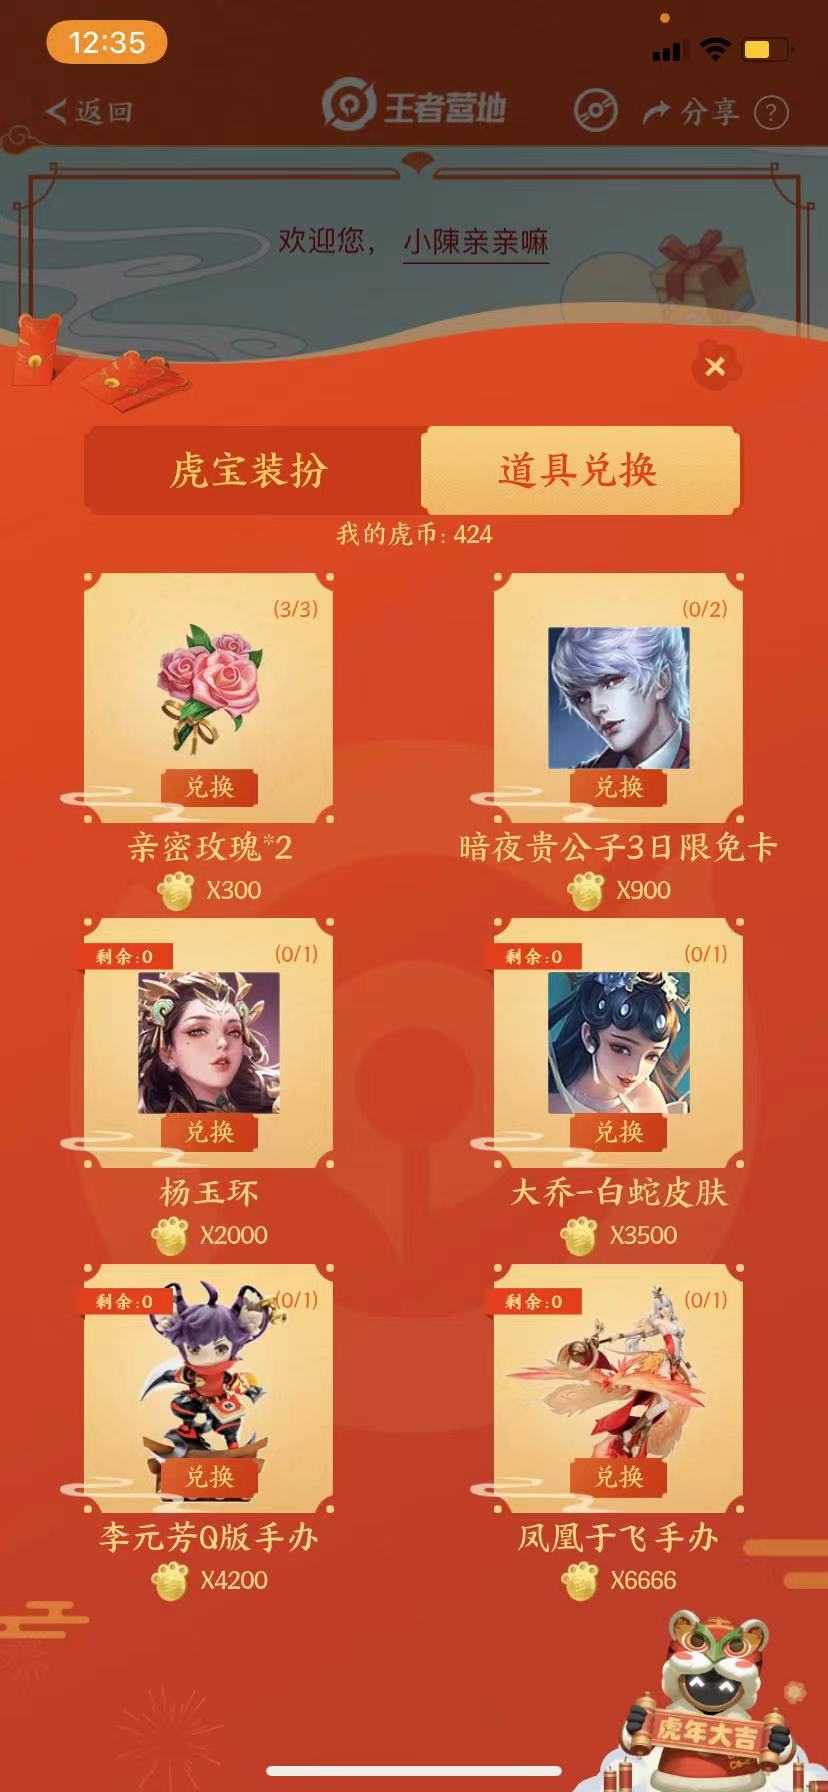 12:35
返回
王者营地
分享
?
欢迎您， 小陳亲亲嘛
虎宝装扮
道具兑换
我的虎币: 424
(3/3)
(0/2)
兑换
兑换
亲密玫瑰*2
暗夜贵公子3日限免卡
X300
X900
剩余:0
(0/1)
剩余:0
(0/1)
兑换
兑换
杨玉环
大乔-白蛇皮肤
X2000
X3500
剩余:0
(0/1)
剩余:0
(0/1)
兑换
兑换
李元芳Q版手办
凤凰于飞手办
X4200
X6666
虎年大吉